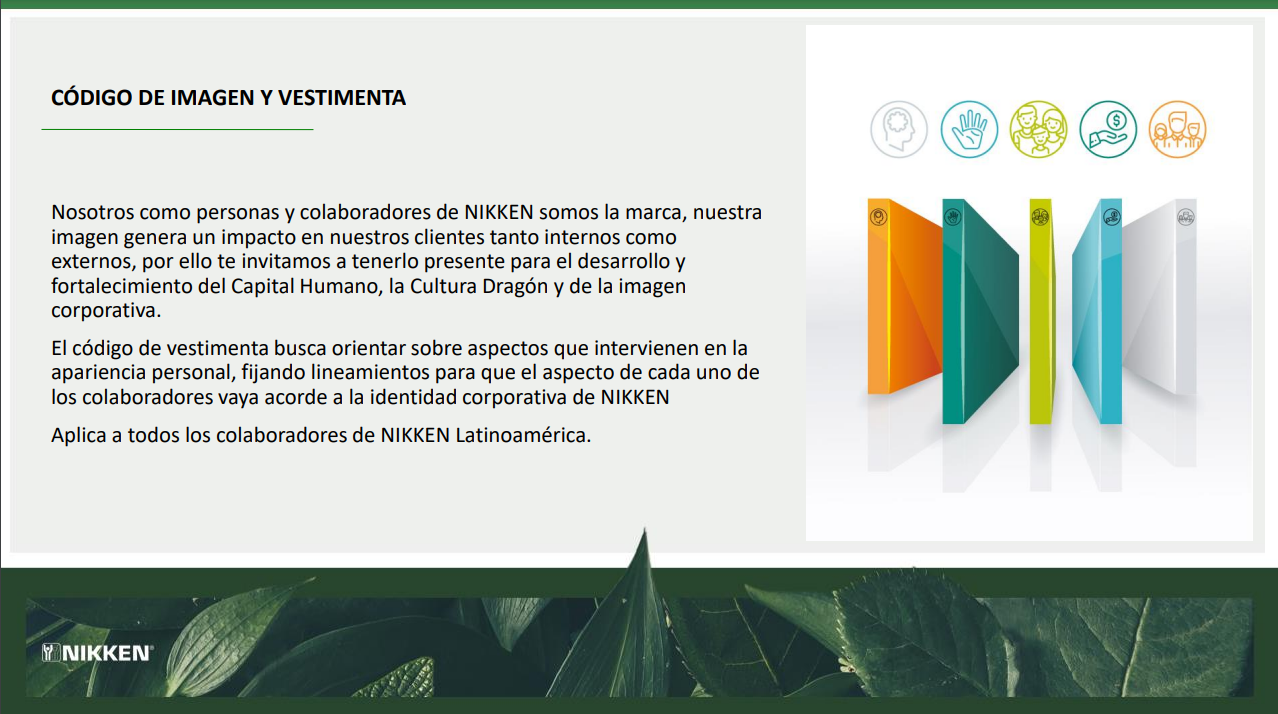 CÓDIGO DE IMAGEN Y VESTIMENTA
Nosotros como personas y colaboradores de NIKKEN somos la marca, nuestra
imagen genera un impacto en nuestros clientes tanto internos como
externos, por ello te invitamos a tenerlo presente para el desarrollo y
fortalecimiento del Capital Humano, la Cultura Dragón y de la imagen
corporativa.
El código de vestimenta busca orientar sobre aspectos que intervienen en la
apariencia personal, fijando lineamientos para que el aspecto de cada uno de
los colaboradores vaya acorde a la identidad corporativa de NIKKEN
Aplica a todos los colaboradores de NIKKEN Latinoamérica.
$
NIKKEN®